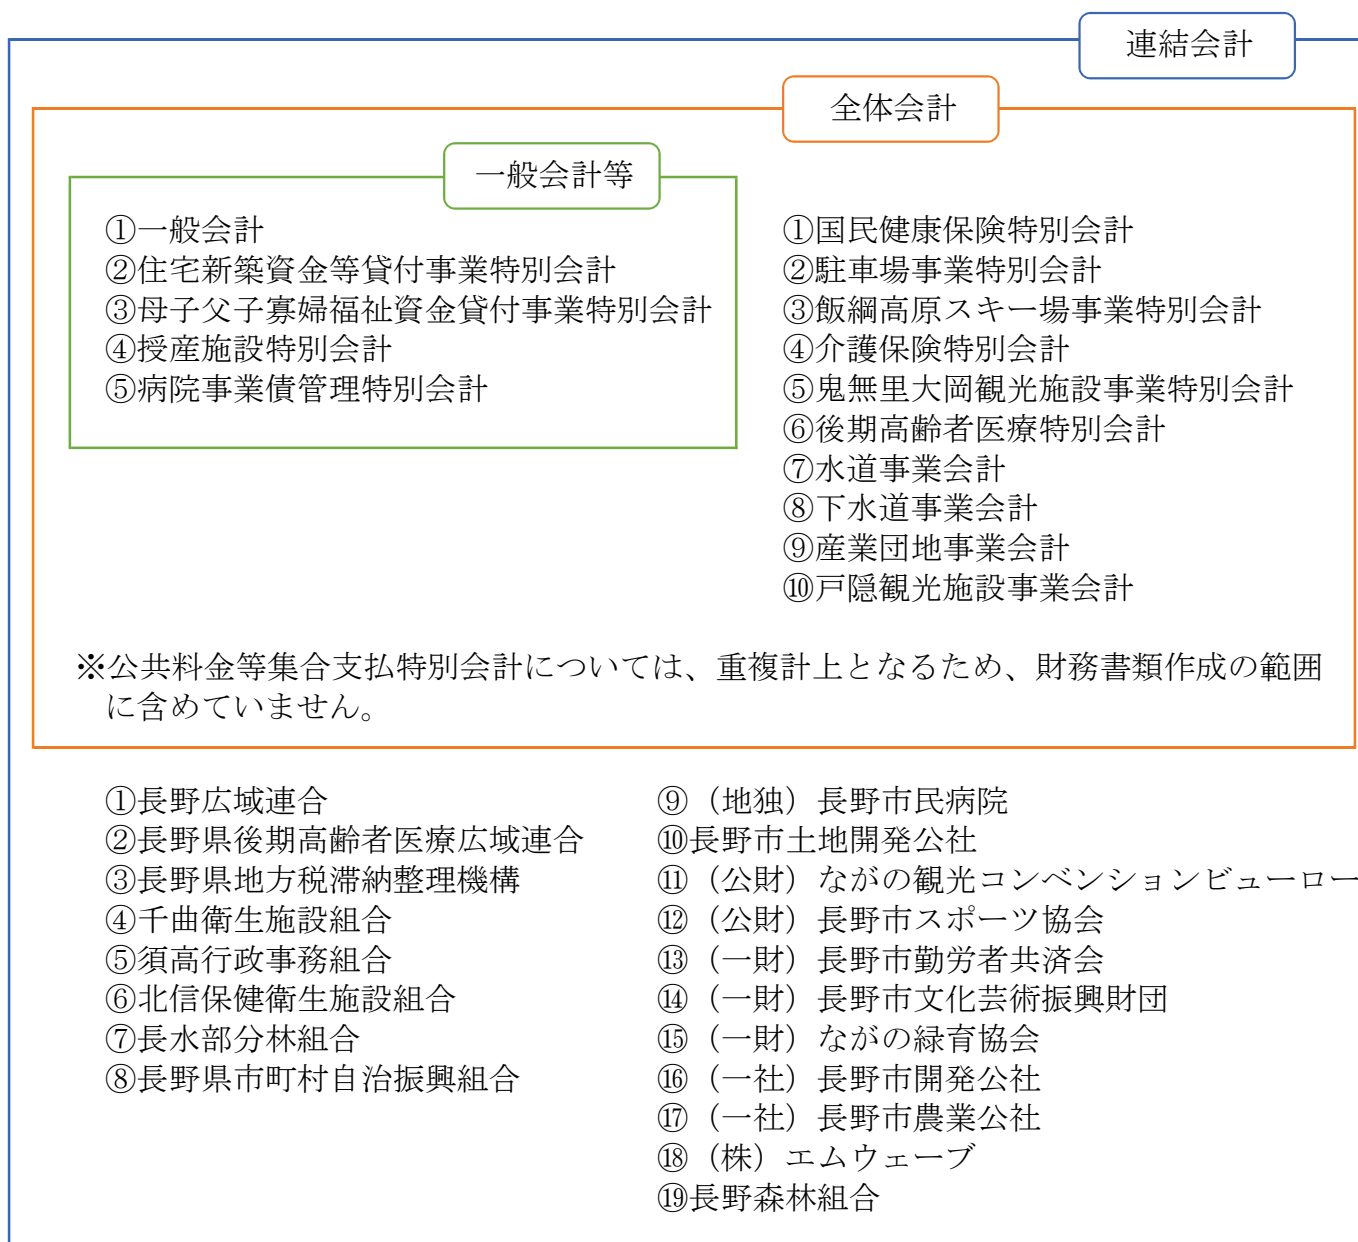 連結会計
全体会計
一般会計等
①一般会計
②住宅新築資金等貸付事業特別会計
③母子父子寡婦福祉資金貸付事業特別会計
④授産施設特別会計
⑤病院事業債管理特別会計
①国民健康保険特別会計
②駐車場事業特別会計
③飯綱高原スキー場事業特別会計
④介護保険特別会計
⑤鬼無里大岡観光施設事業特別会計
⑥後期高齢者医療特別会計
⑦水道事業会計
⑧下水道事業会計
⑨産業団地事業会計
⑩戸隠観光施設事業会計
※公共料金等集合支払特別会計については、重複計上となるため、財務書類作成の範囲
に含めていません。
①長野広域連合
②長野県後期高齢者医療広域連合
③長野県地方税滞納整理機構
④千曲衛生施設組合
⑤須高行政事務組合
⑥北信保健衛生施設組合
⑦長水部分林組合
⑧長野県市町村自治振興組合
⑨（地独）長野市民病院
⑩長野市土地開発公社
⑪（公財）ながの観光コンベンションビューロー
⑫（公財）長野市スポーツ協会
⑬（一財）長野市勤労者共済会
⑭（一財）長野市文化芸術振興財団
⑮（一財）ながの緑育協会
⑯（一社）長野市開発公社
⑰（一社）長野市農業公社
⑱（株）エムウェーブ
⑲長野森林組合